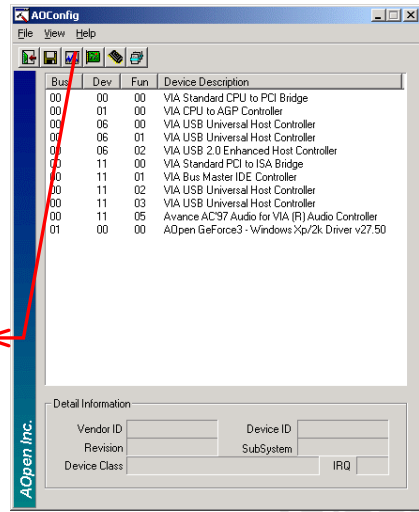 AOConfig
File View Help
Bus Dev Fun Device Description
00 00 00 VIA Standard CPU to PCI Bridge
00 01 00 VIA CPU to AGP Controller
00 06 00 VIA USB Universal Host Controller
00 06 01 VIA USB Universal Host Controller
00 06 02 VIA USB 2.0 Enhanced Host Controller
00 11 00 VIA Standard PCI to ISA Bridge
00 11 01 VIA Bus Master IDE Controller
00 11 02 VIA USB Universal Host Controller
00 11 03 VIA USB Universal Host Controller
00 11 05 Avance AC'97 Audio for VIA (R) Audio Controller
01 00 00 AOpen GeForce3 - Windows Xp/2k Driver v27.50
Detail Information
Vendor ID Device ID
Revision SubSystem
Device Class IRQ
AOpen Inc.